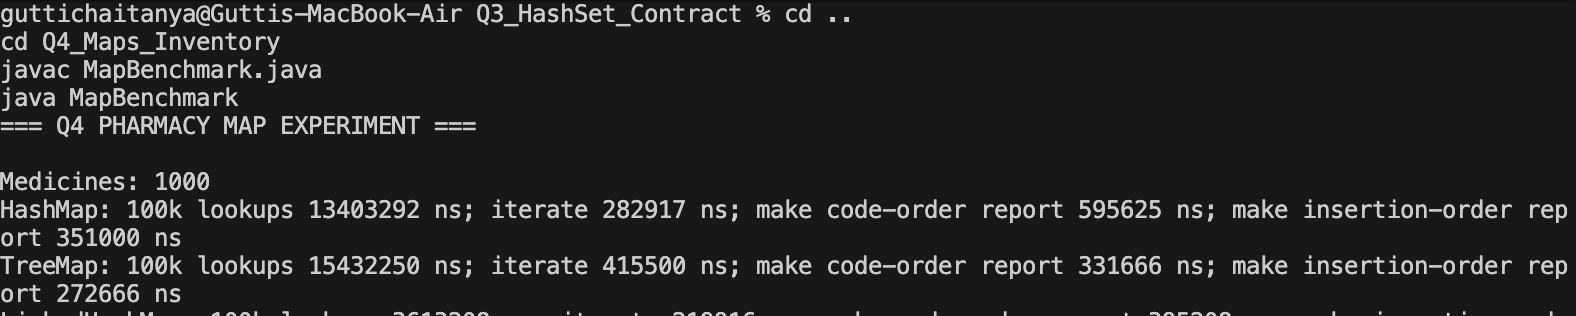 guttichaitanya@Guttis-MacBook-Air Q3_HashSet_Contract % cd ..
cd Q4_Maps_Inventory
javac MapBenchmark.java
java MapBenchmark
=== Q4 PHARMACY MAP EXPERIMENT ===
Medicines: 1000
HashMap: 100k lookups 13403292 ns; iterate 282917 ns; make code-order report 595625 ns; make insertion-order rep
ort 351000 ns
TreeMap: 100k lookups 15432250 ns; iterate 415500 ns; make code-order report 331666 ns; make insertion-order rep
ort 272666 ns